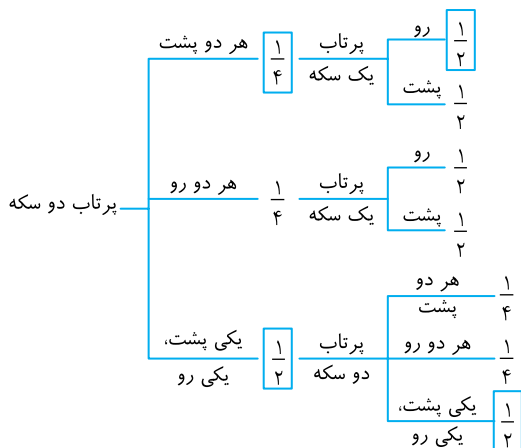 پرتاب دو سکه
هر دو پشت
۱
۴
پرتاب
یک سکه
رو
۱
۲
پشت
۱
۲
هر دو رو
۱
۴
پرتاب
یک سکه
رو
۱
۲
پشت
۱
۲
یکی پشت،
یکی رو
۱
۲
پرتاب
دو سکه
هر دو
پشت
۱
۴
هر دو رو
۱
۴
یکی پشت،
یکی رو
۱
۲